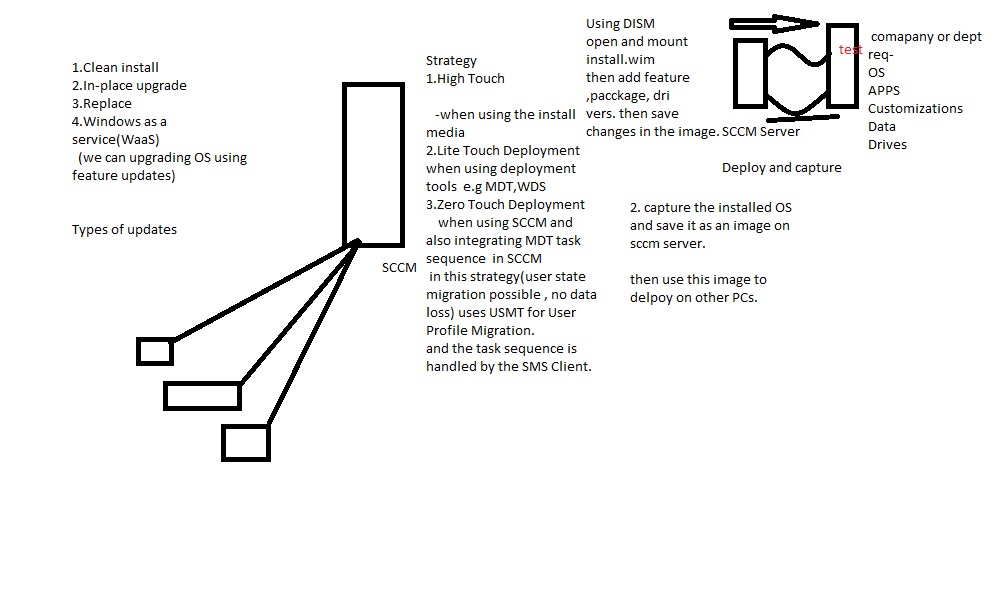 1.Clean install
2.In-place upgrade
3.Replace
4.Windows as a
service(WaaS)
(we can upgrading OS using
feature updates)
Types of updates
SCCM
Strategy
1.High Touch
-when using the install
media
2.Lite Touch Deployment
when using deployment
tools e.g MDT,WDS
3.Zero Touch Deployment
when using SCCM and
also integrating MDT task
sequence in SCCM
in this strategy(user state
migration possible , no data
loss) uses USMT for User
Profile Migration.
and the task sequence is
handled by the SMS Client.
Using DISM
open and mount
install.wim
then add feature
,pacckage, dri
vers. then save
changes in the image.
SCCM Server
Deploy and capture
2. capture the installed OS
and save it as an image on
sccm server.
then use this image to
delpoy on other PCs.
test
comapany or dept
req-
OS
APPS
Customizations
Data
Drives